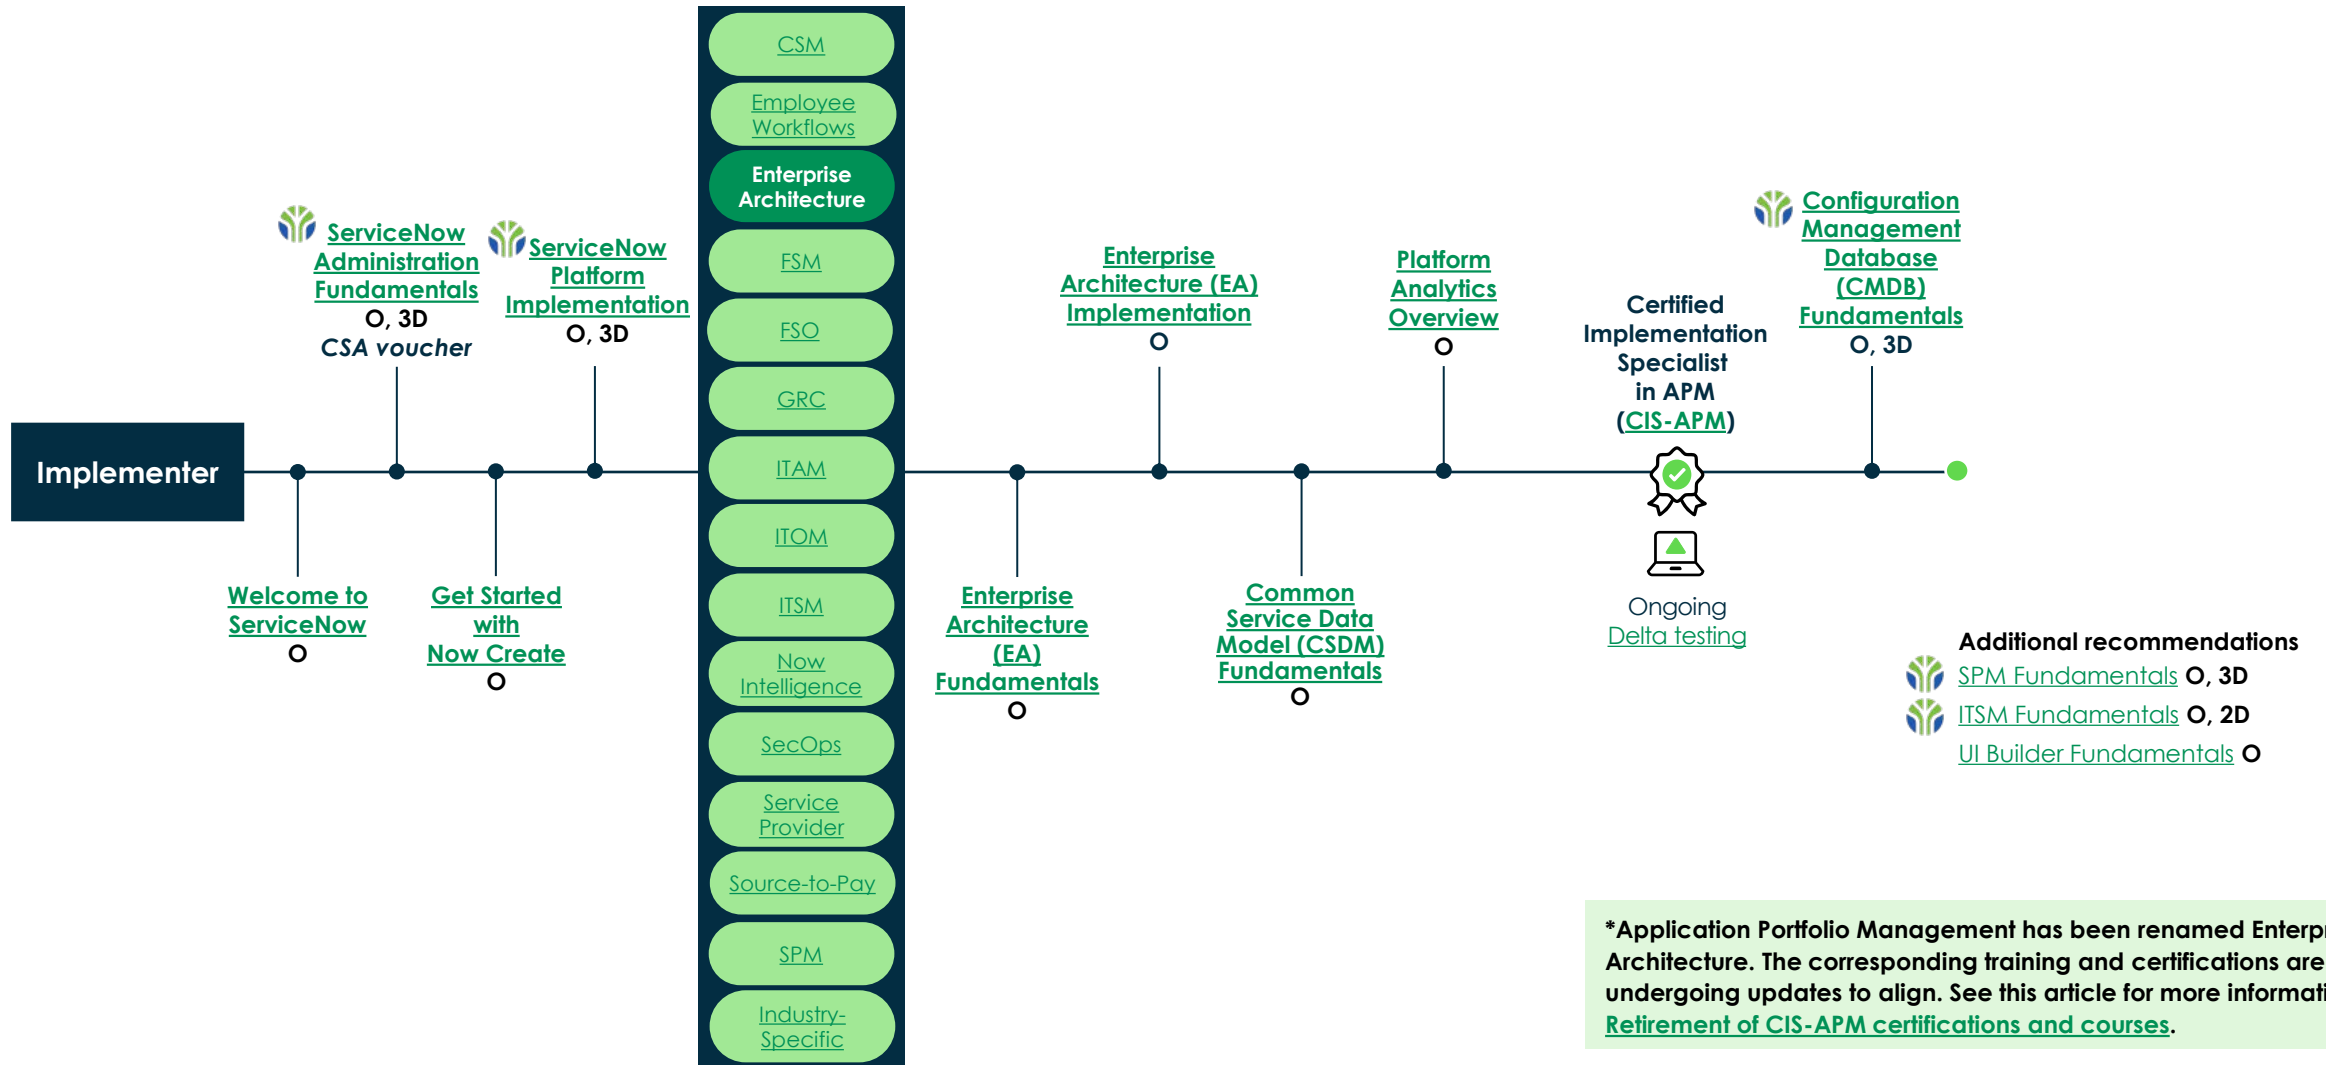 CSM
Employee
Workflows
Enterprise
Architecture
FSM
FSO
GRC
ITAM
ITOM
ITSM
Now
Intelligence
SecOps
Service
Provider
Source-to-Pay
SPM
Industry-
Specific
Implementer
Welcome to
ServiceNow
O
ServiceNow
Administration
Fundamentals
O, 3D
CSA voucher
Get Started
with
Now Create
O
ServiceNow
Platform
Implementation
O, 3D
Enterprise
Architecture
(EA)
Fundamentals
O
Enterprise
Architecture (EA)
Implementation
O
Common
Service Data
Model (CSDM)
Fundamentals
O
Platform
Analytics
Overview
O
Certified
Implementation
Specialist
in APM
(CIS-APM)
Ongoing
Delta testing
Configuration
Management
Database
(CMDB)
Fundamentals
O, 3D
Additional recommendations
SPM Fundamentals O, 3D
ITSM Fundamentals O, 2D
UI Builder Fundamentals O
*Application Portfolio Management has been renamed
Architecture. The corresponding training and certifications are
undergoing updates to align. See this article for more
Retirement of CIS-APM certifications and courses.